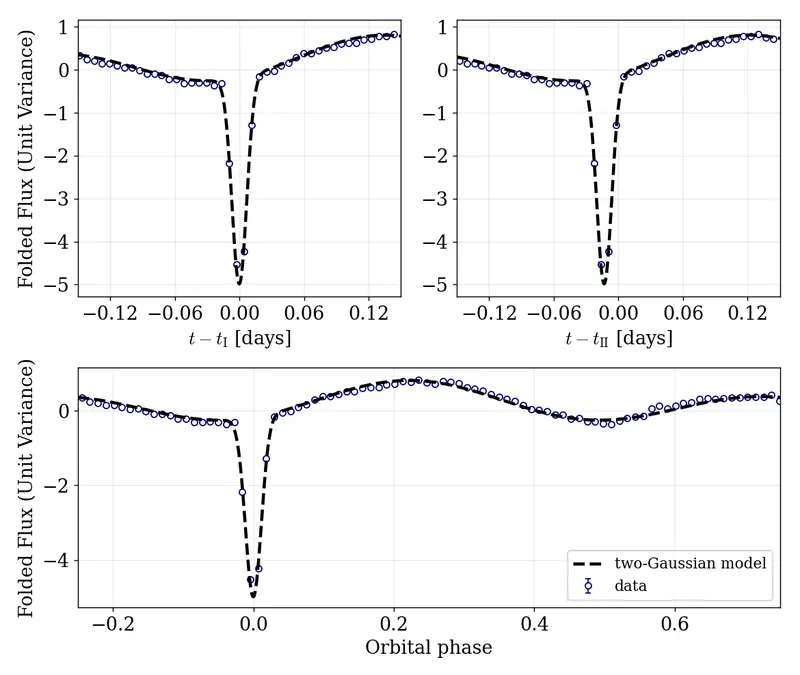 Folded Flux (Unit Variance)
1
0
−1
−2
−3
−4
−5
−0.12 −0.06 0.00 0.06 0.12
t − tI [days]
1
0
−1
−2
−3
−4
−5
−0.12 −0.06 0.00 0.06 0.12
t − tII [days]
Folded Flux (Unit Variance)
0
−2
−4
−0.2 0.0 0.2 0.4 0.6
Orbital phase
two-Gaussian model
data